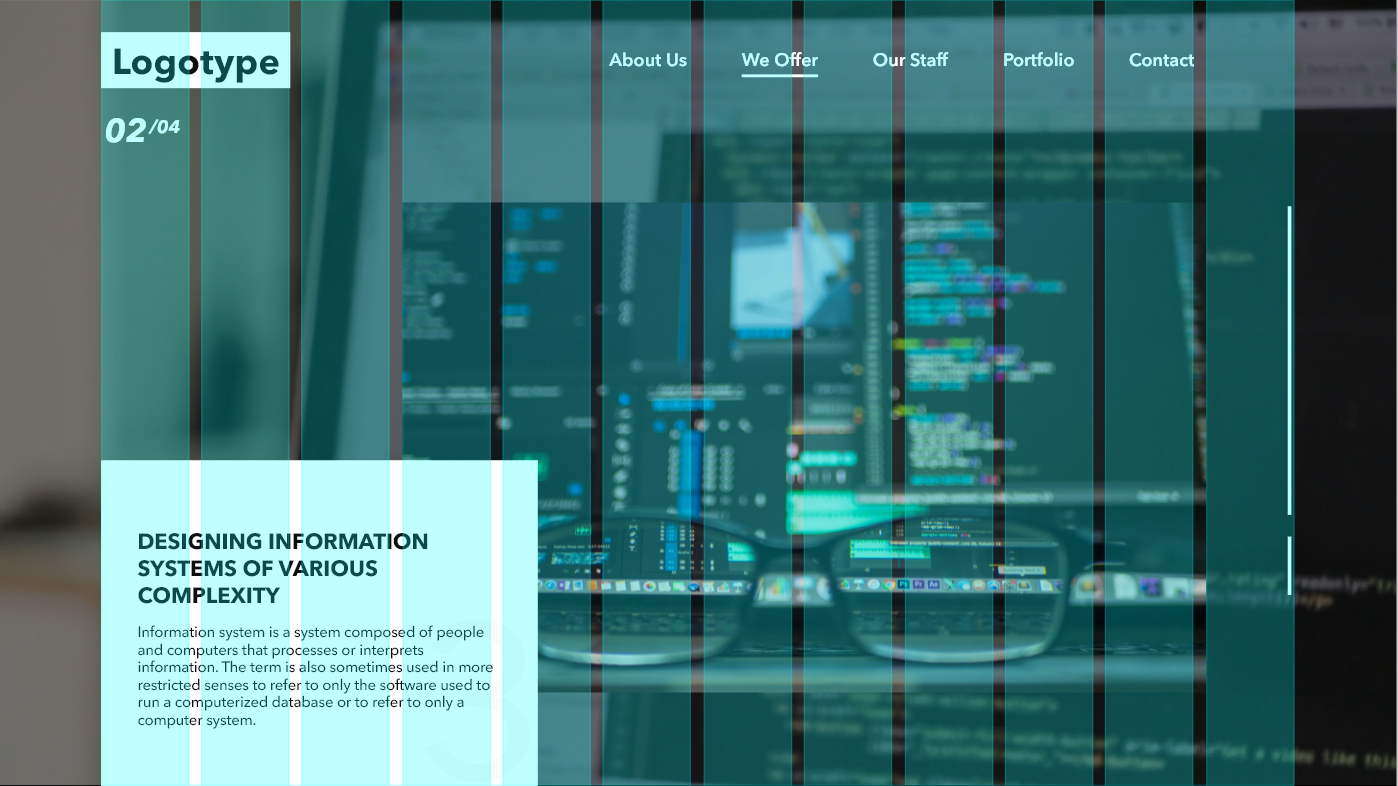 Logotype
About Us
We Offer
Our Staff
Portfolio
Contact
02/04
DESIGNING INFORMATION
SYSTEMS OF VARIOUS
COMPLEXITY
Information system is a system composed of people
and computers that processes or interprets
information. The term is also sometimes used in more
restricted senses to refer to only the software used to
run a computerized database or to refer to only a
computer system.
3